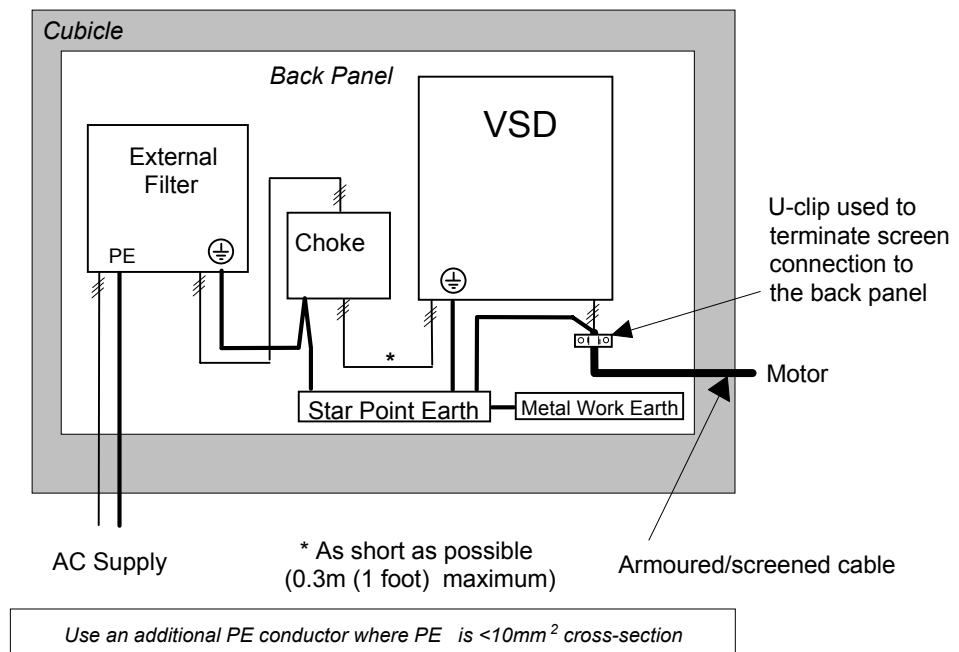 Cubicle
Back Panel
VSD
External
Filter
PE
Choke
U-clip used to
terminate screen
connection to
the back panel
*
Motor
Star Point Earth
Metal Work Earth
AC Supply
* As short as possible
(0.3m (1 foot) maximum)
Armoured/screened cable
Use an additional PE conductor where PE is <10mm² cross-section